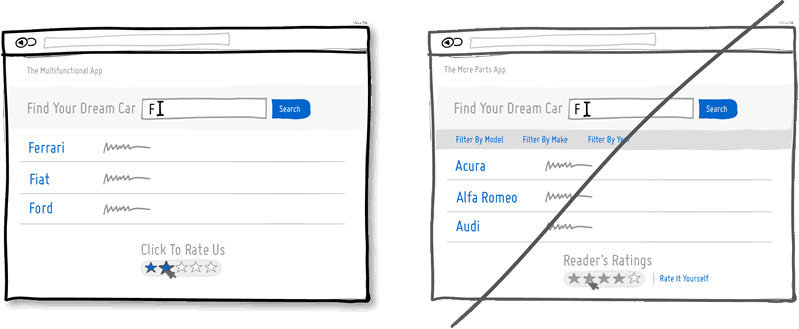 The Multifunctional App
Find Your Dream Car
F
Search
Ferrari
Fiat
Ford
Click To Rate Us
The More Parts App
Find Your Dream Car
F
Search
Filter By Model
Filter By Make
Filter By Year
Acura
Alfa Romeo
Audi
Reader's Ratings
Rate It Yourself